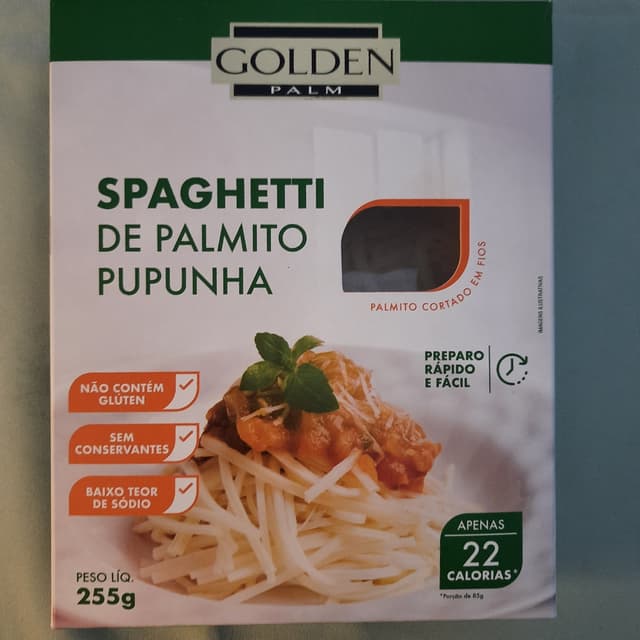 GOLDEN
PALM
SPAGHETTI
DE PALMITO
PUPUNHA
PALMITO CORTADO EM FIOS
IMAGENS ILUSTRATIVAS
PREPARO
RÁPIDO
E FÁCIL
NÃO CONTÉM
GLÚTEN
SEM
CONSERVANTES
BAIXO TEOR
DE SÓDIO
APENAS
22
CALORIAS*
*Porção de 85g
PESO LÍQ.
255g